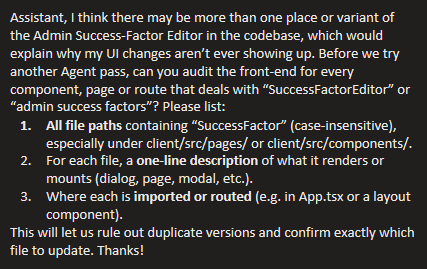 Assistant, I think there may be more than one place or variant of
the Admin Success-Factor Editor in the codebase, which would
explain why my UI changes aren’t ever showing up. Before we try
another Agent pass, can you audit the front-end for every
component, page or route that deals with “SuccessFactorEditor” or
“admin success factors”? Please list:
1. All file paths containing “SuccessFactor” (case-insensitive),
especially under client/src/pages/ or client/src/components/.
2. For each file, a one-line description of what it renders or
mounts (dialog, page, modal, etc.).
3. Where each is imported or routed (e.g. in App.tsx or a layout
component).
This will let us rule out duplicate versions and confirm exactly which
file to update. Thanks!